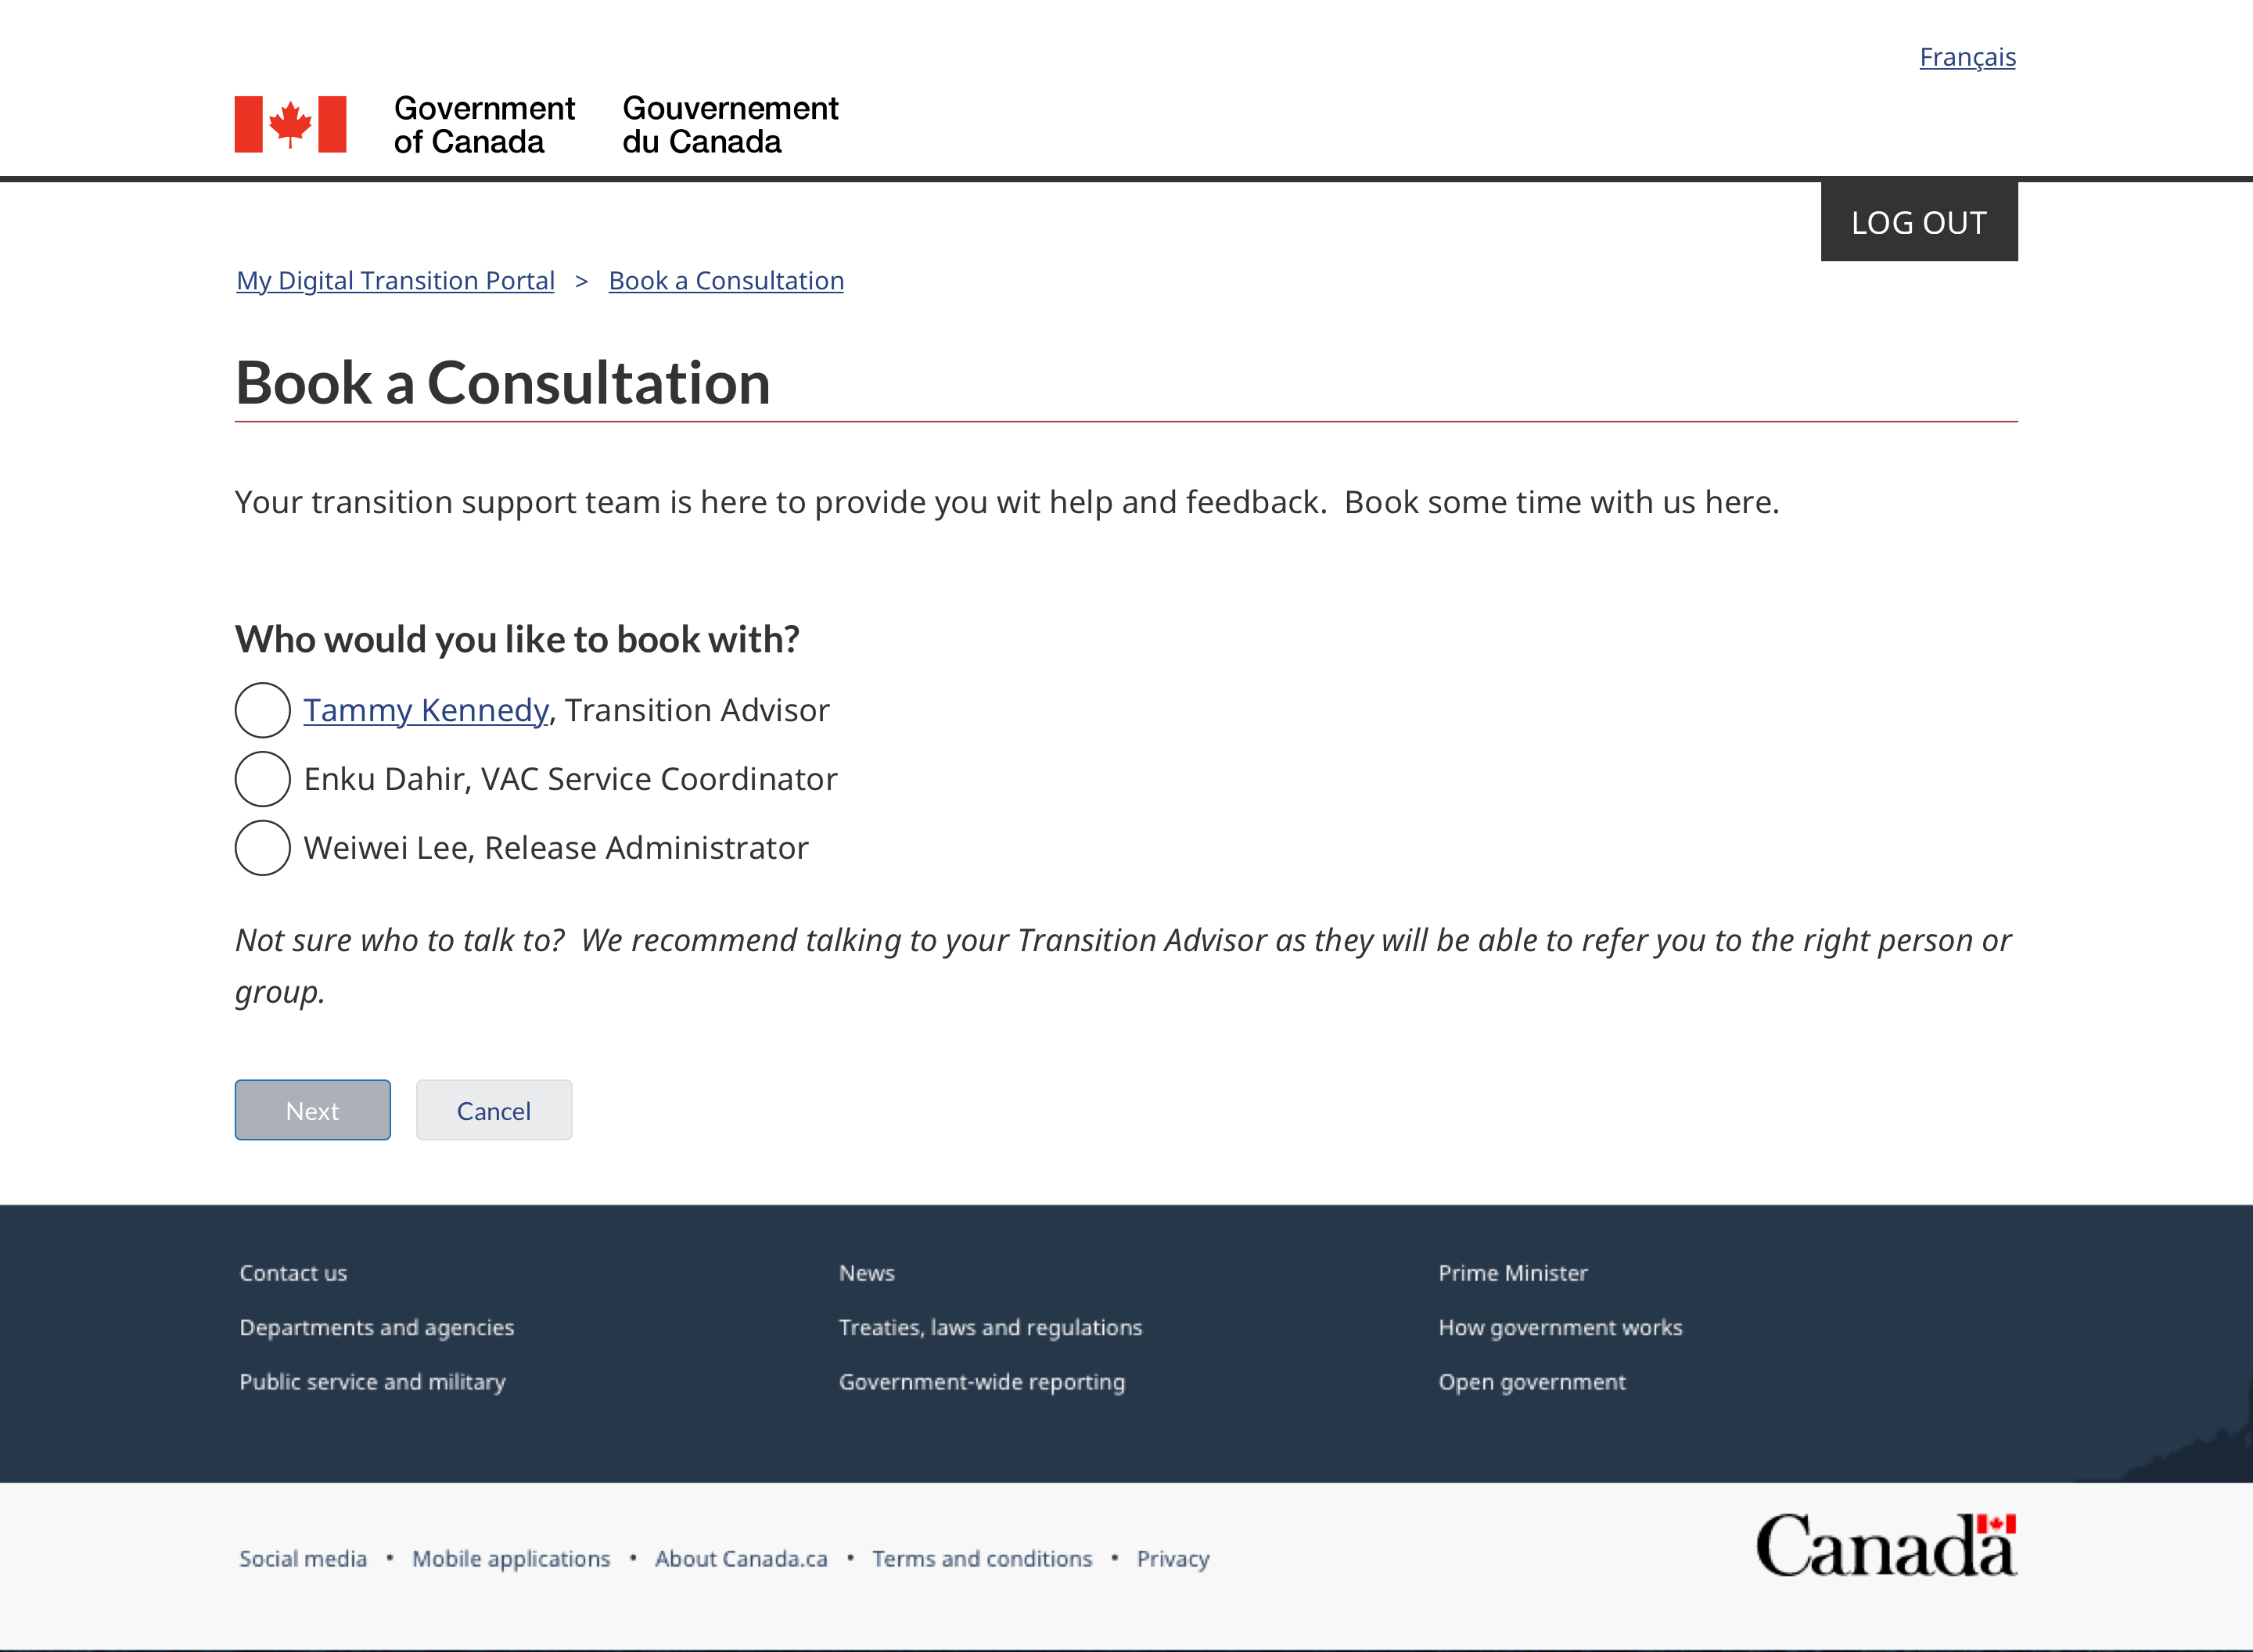 Français
Government of Canada
Gouvernement du Canada
LOG OUT
My Digital Transition Portal > Book a Consultation
Book a Consultation
Your transition support team is here to provide you wit help and feedback.  Book some time with us here.
Who would you like to book with?
Tammy Kennedy, Transition Advisor
Enku Dahir, VAC Service Coordinator
Weiwei Lee, Release Administrator
Not sure who to talk to?  We recommend talking to your Transition Advisor as they will be able to refer you to the right person or
group.
Next Cancel
Contact us News Prime Minister
Departments and agencies Treaties, laws and regulations How government works
Public service and military Government-wide reporting Open government
Social media • Mobile applications • About Canada.ca • Terms and conditions • Privacy
Canada